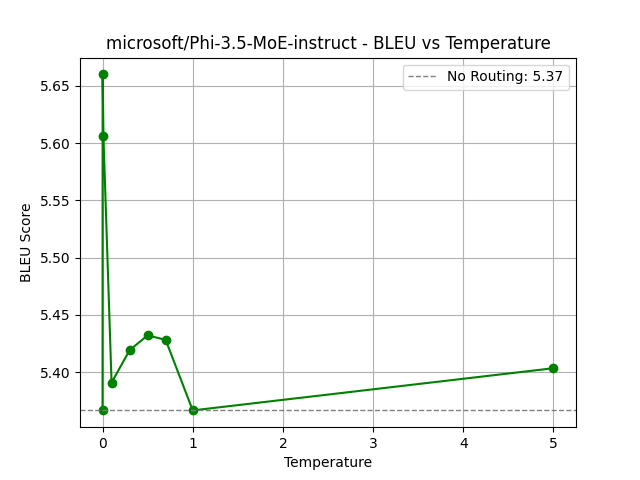 microsoft/Phi-3.5-MoE-instruct - BLEU vs Temperature
No Routing: 5.37
5.65
5.60
5.55
5.50
5.45
5.40
BLEU Score
0 1 2 3 4 5
Temperature